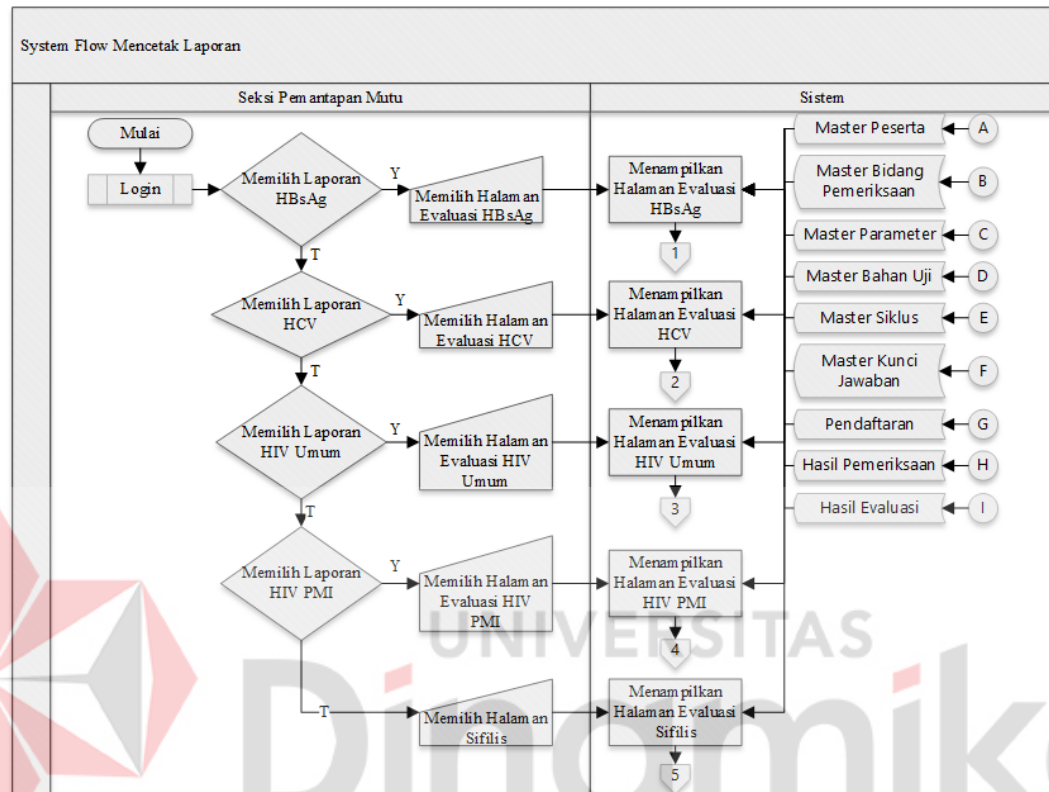 System Flow Mencetak Laporan
Seksi Pemantapan Mutu
Sistem
Mulai
Login
Memilih Laporan
HBsAg
Y
Memilih Halaman
Evaluasi HBsAg
Menampilkan
Halaman Evaluasi
HBsAg
1
T
Memilih Laporan
HCV
Y
Memilih Halaman
Evaluasi HCV
Menampilkan
Halaman Evaluasi
HCV
2
T
Memilih Laporan
HIV Umum
Y
Memilih Halaman
Evaluasi HIV
Umum
Menampilkan
Halaman Evaluasi
HIV Umum
3
T
Memilih Laporan
HIV PMI
Y
Memilih Halaman
Evaluasi HIV
PMI
Menampilkan
Halaman Evaluasi
HIV PMI
4
T
Memilih Halaman
Sifilis
Menampilkan
Halaman Evaluasi
Sifilis
5
Master Peserta
A
Master Bidang
Pemeriksaan
B
Master Parameter
C
Master Bahan Uji
D
Master Siklus
E
Master Kunci
Jawaban
F
Pendaftaran
G
Hasil Pemeriksaan
H
Hasil Evaluasi
I
UNIVERSITAS
Dinamika